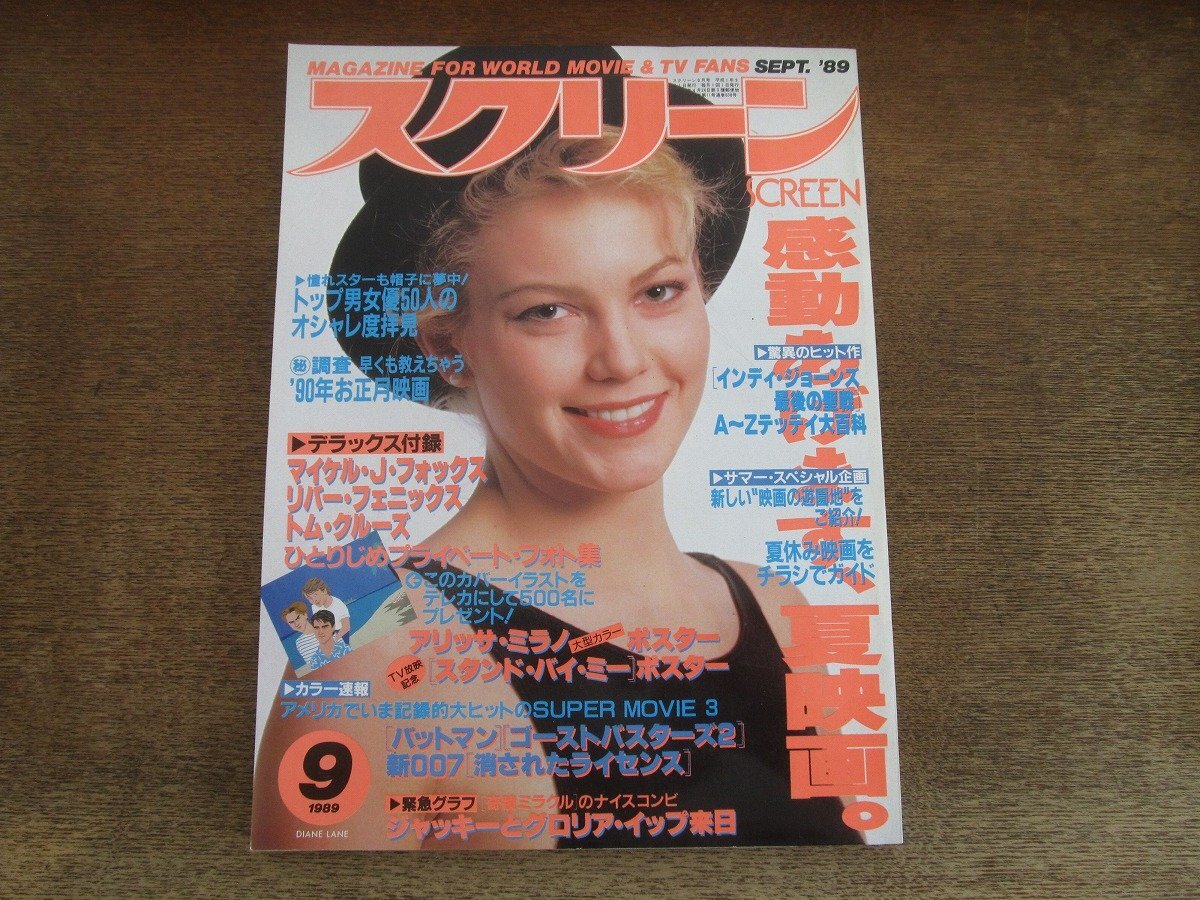 MAGAZINE FOR WORLD MOVIE & TV FANS SEPT. '89
スクリーン
SCREEN
感動あげます、夏映画。
▶憧れスターも帽子に夢中!
トップ男女優50人の
オシャレ度拝見
㊙調査 早くも教えちゃう
'90年お正月映画
▶驚異のヒット作
[インディ・ジョーンズ
最後の聖戦]
A〜Zテッテイ大百科
▶サマー・スペシャル企画
新しい"映画の遊園地"を
ご紹介!
夏休み映画を
チラシでガイド
▶デラックス付録
マイケル・J・フォックス
リバー・フェニックス
トム・クルーズ
ひとりじめプライベート・フォト集
このカバーイラストを
テレカにして500名に
プレゼント!
アリッサ・ミラノ 大型カラー ポスター
TV放映
記念
[スタンド・バイ・ミー]ポスター
▶カラー速報
アメリカでいま記録的大ヒットのSUPER MOVIE 3
[バットマン][ゴーストバスターズ2]
新007[消されたライセンス]
▶緊急グラフ [奇蹟ミラクル]のナイスコンビ
ジャッキーとグロリア・イップ来日
9
1989
DIANE LANE